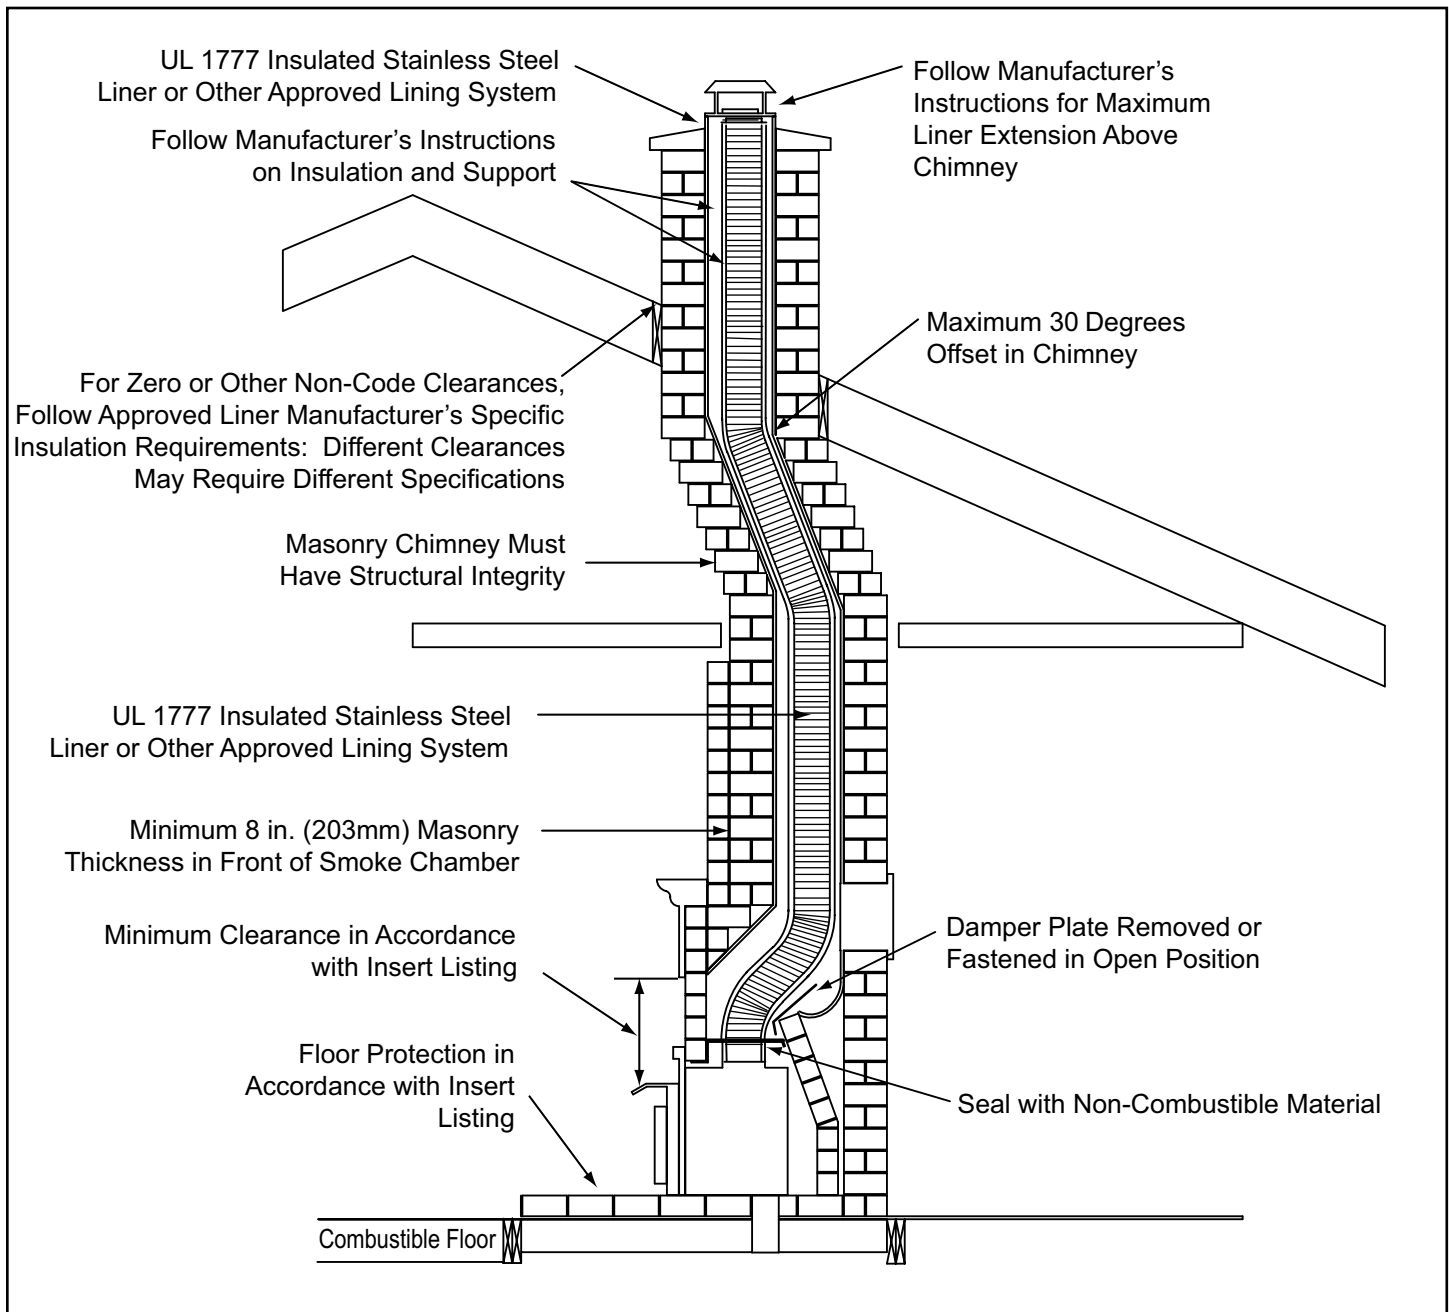 UL 1777 Insulated Stainless Steel
Liner or Other Approved Lining System
Follow Manufacturer’s Instructions
on Insulation and Support
Follow Manufacturer’s
Instructions for Maximum
Liner Extension Above
Chimney
Maximum 30 Degrees
Offset in Chimney
For Zero or Other Non-Code Clearances,
Follow Approved Liner Manufacturer’s Specific
Insulation Requirements:  Different Clearances
May Require Different Specifications
Masonry Chimney Must
Have Structural Integrity
UL 1777 Insulated Stainless Steel
Liner or Other Approved Lining System
Minimum 8 in. (203mm) Masonry
Thickness in Front of Smoke Chamber
Minimum Clearance in Accordance
with Insert Listing
Damper Plate Removed or
Fastened in Open Position
Floor Protection in
Accordance with Insert
Listing
Seal with Non-Combustible Material
Combustible Floor